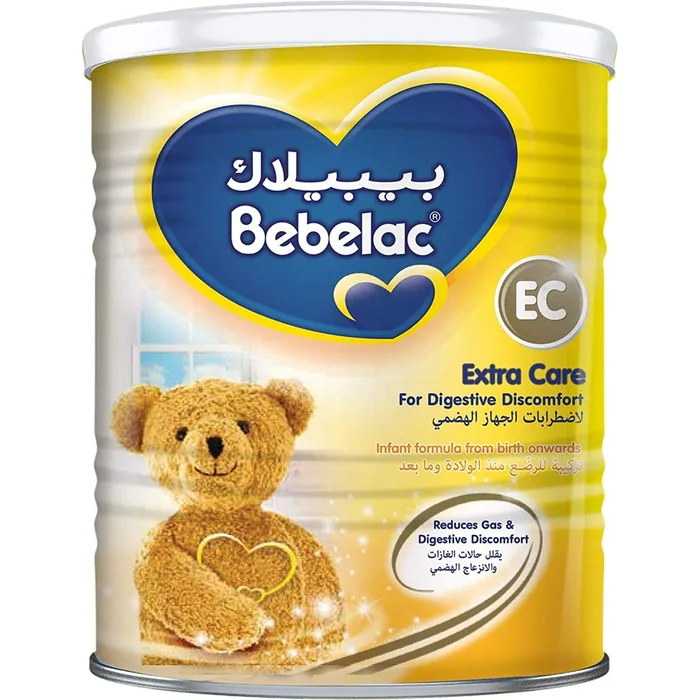 بيبيلاك
Bebelac®
EC
Extra Care
For Digestive Discomfort
لاضطرابات الجهاز الهضمي
Infant formula from birth onwards
تركيبة للرضّع منذ الولادة وما بعد
Reduces Gas &
Digestive Discomfort
يقلل حالات الغازات
والانزعاج الهضمي